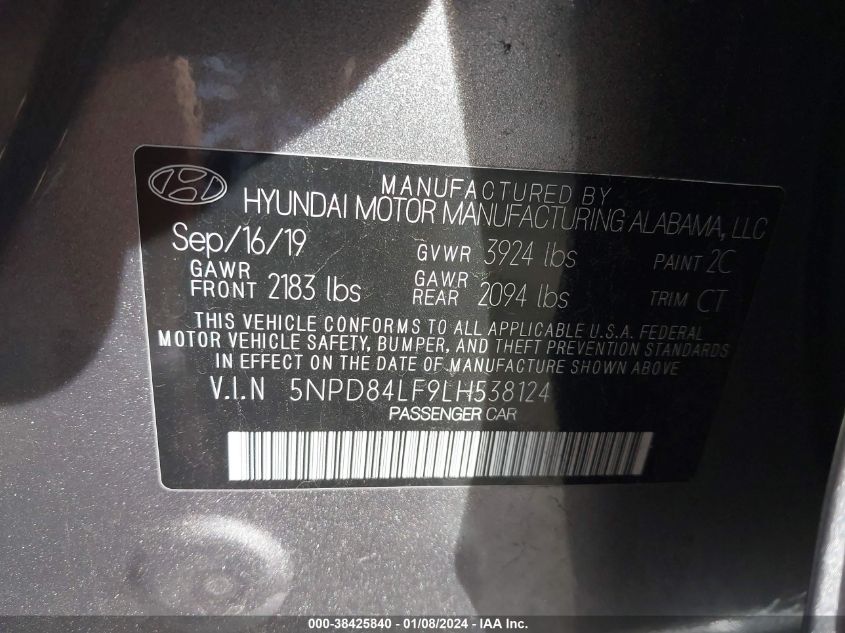 MANUFACTURED BY
HYUNDAI MOTOR MANUFACTURING ALABAMA, LLC
Sep/16/19 GVWR 3924 lbs PAINT 2C
GAWR FRONT 2183 lbs GAWR REAR 2094 lbs TRIM CT
THIS VEHICLE CONFORMS TO ALL APPLICABLE U.S.A. FEDERAL
MOTOR VEHICLE SAFETY, BUMPER, AND THEFT PREVENTION STANDARDS
IN EFFECT ON THE DATE OF MANUFACTURE SHOWN ABOVE
V.I.N 5NPD84LF9LH538124
PASSENGER CAR
000-38425840 - 01/08/2024 - IAA Inc.